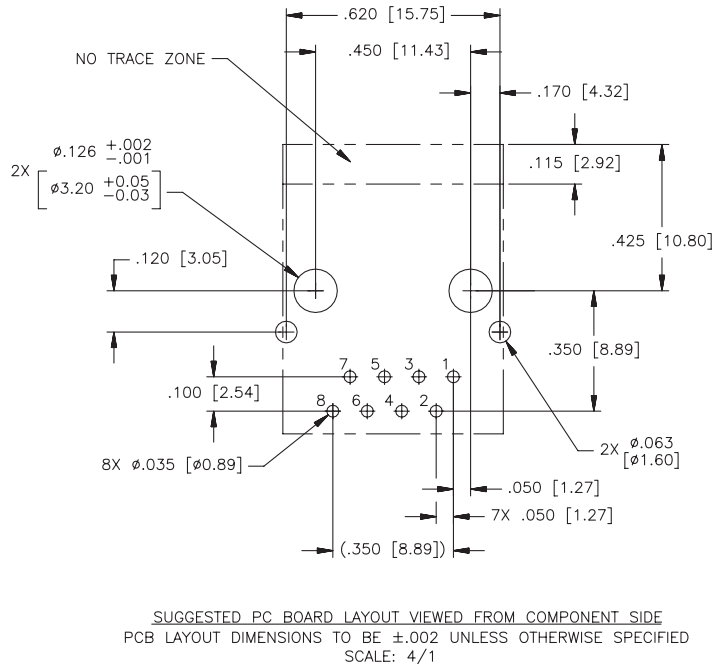 .620 [15.75]
.450 [11.43]
NO TRACE ZONE
.170 [4.32]
2X ø.126 +.002 -.001
[ø3.20 +0.05 -0.03]
.115 [2.92]
.425 [10.80]
.120 [3.05]
.350 [8.89]
7 5 3 1
.100 [2.54]
8 6 4 2
8X ø.035 [ø0.89]
2X ø.063
[ø1.60]
.050 [1.27]
7X .050 [1.27]
(.350 [8.89])
SUGGESTED PC BOARD LAYOUT VIEWED FROM COMPONENT SIDE
PCB LAYOUT DIMENSIONS TO BE ±.002 UNLESS OTHERWISE SPECIFIED
SCALE: 4/1